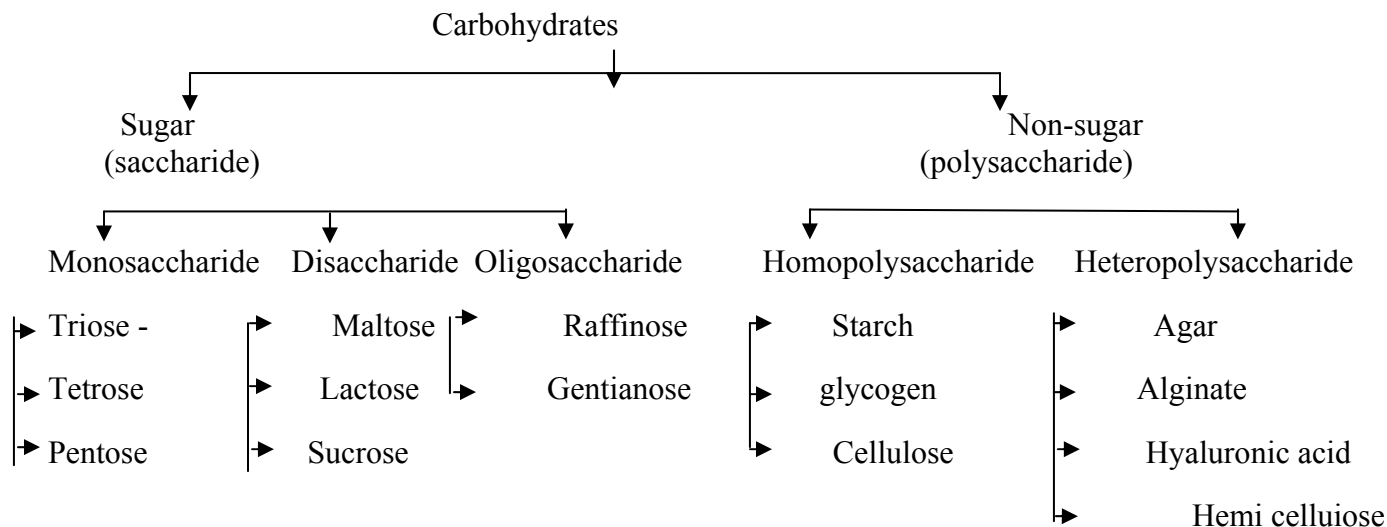 Carbohydrates
Sugar
(saccharide)
Non-sugar
(polysaccharide)
Monosaccharide Disaccharide Oligosaccharide Homopolysaccharide Heteropolysaccharide
Triose - Maltose Raffinose Starch Agar
Tetrose Lactose Gentianose glycogen Alginate
Pentose Sucrose Cellulose Hyaluronic acid
Hemi celluiose